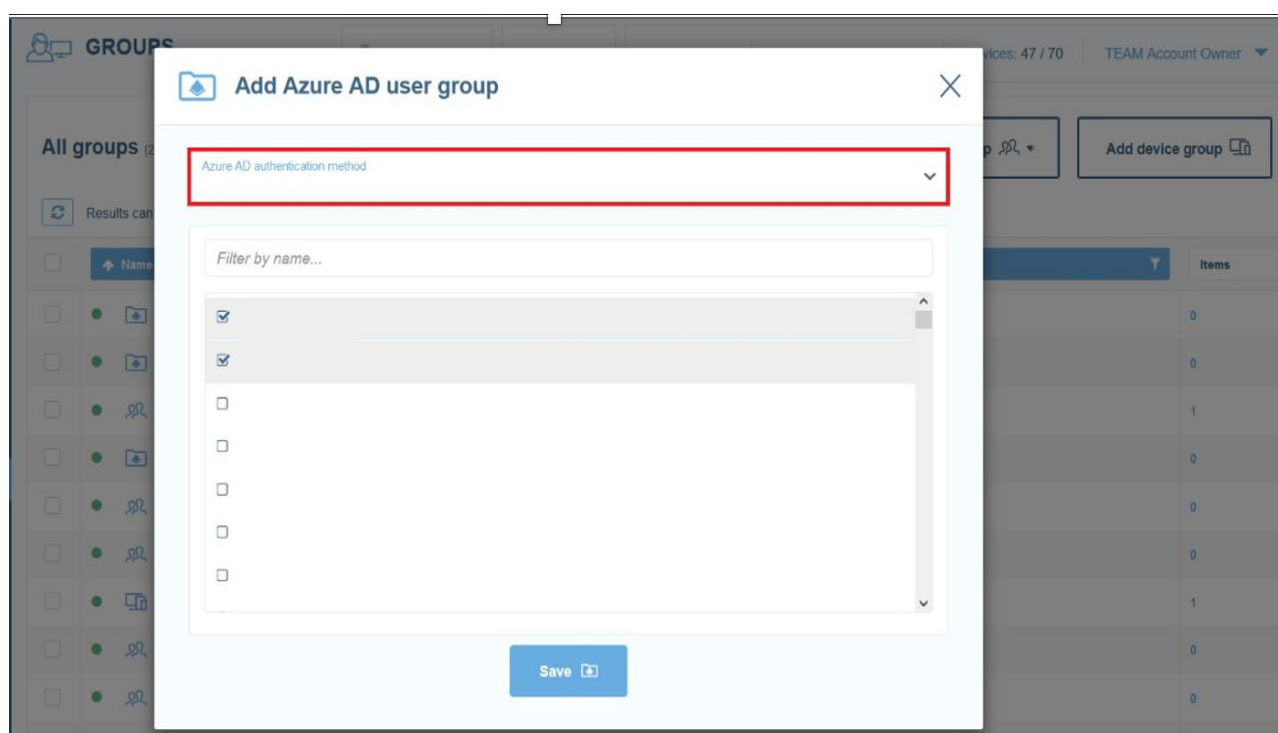 GROUPS
vices: 47 / 70
TEAM Account Owner
Add Azure AD user group
All groups (2
p
Add device group
Azure AD authentication method
Results can
Filter by name...
Name
Items
0
0
1
0
0
0
1
0
0
Save